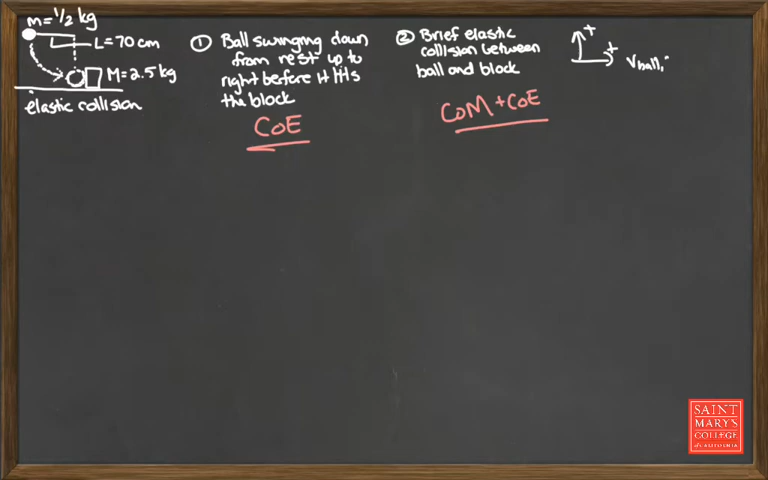 m = 1/2 kg
L = 70 cm
M = 2.5 kg
elastic collision
① Ball swinging down
from rest up to
right before it hits
the block
CoE
② Brief elastic
collision between
ball and block
CoM + CoE
+
+
Vball,
SAINT
MARY'S
COLLEGE
of CALIFORNIA